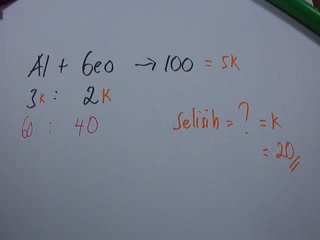 Al + Geo → 100 = 5k
3k : 2k
60 : 40
Selisih = ? = k
= 20